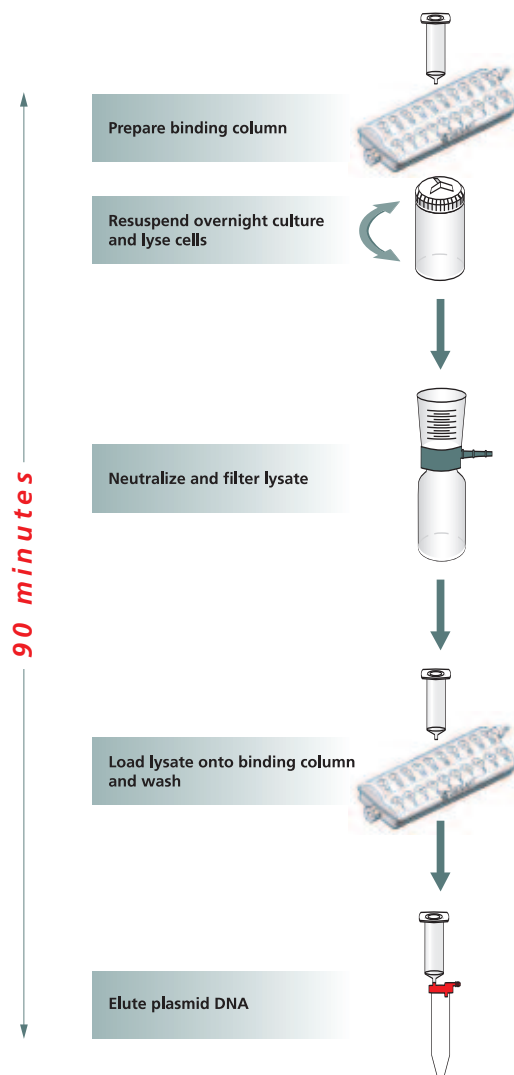 Prepare binding column
Resuspend overnight culture
and lyse cells
Neutralize and filter lysate
90 minutes
Load lysate onto binding column
and wash
Elute plasmid DNA